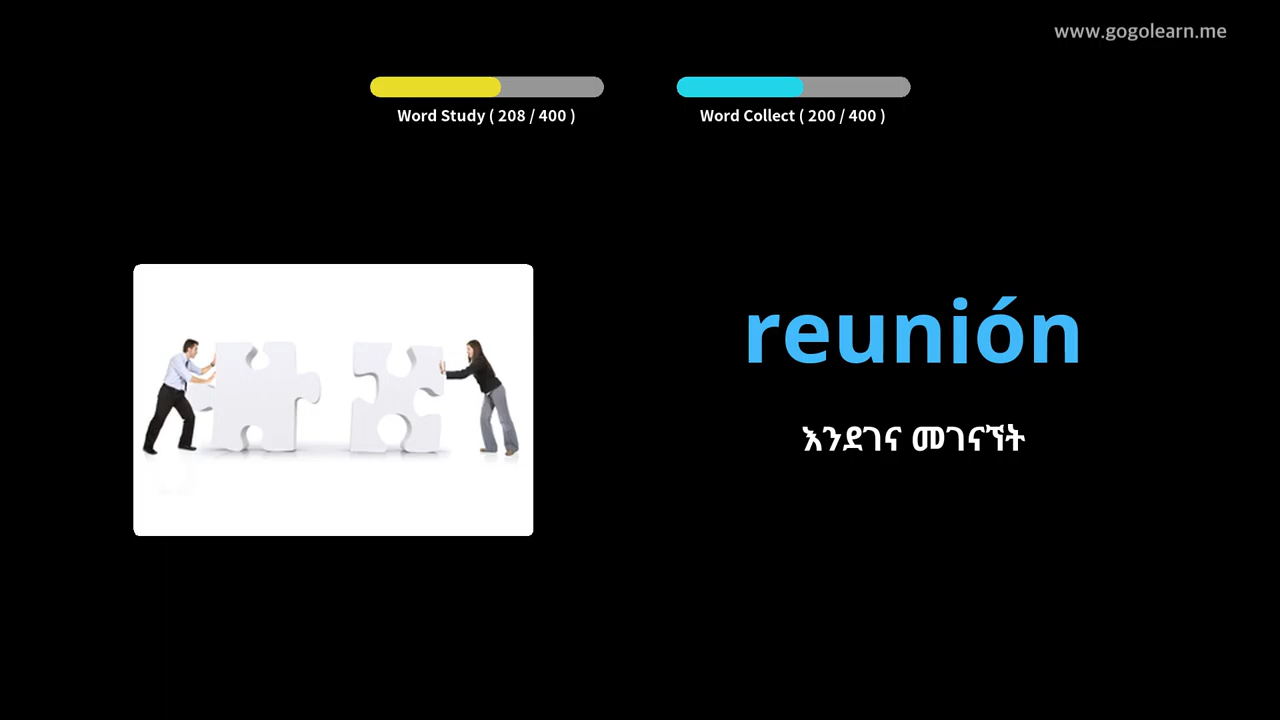 www.gogolearn.me
Word Study ( 208 / 400 )
Word Collect ( 200 / 400 )
reunión
እንደገና መገናኘት